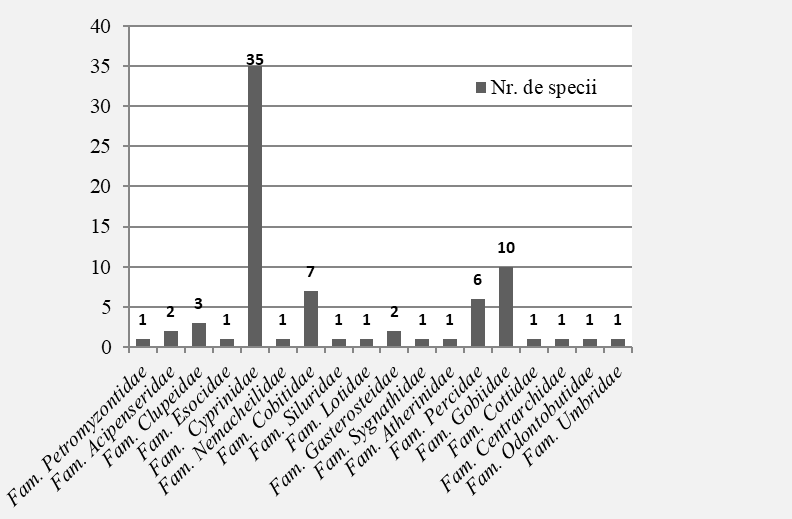 40
35
30
25
20
15
10
5
0
Nr. de specii
1
2
3
1
35
1
7
1
1
2
1
1
6
10
1
1
1
1
Fam. Petromyzontidae
Fam. Acipenseridae
Fam. Clupeidae
Fam. Esocidae
Fam. Cyprinidae
Fam. Nemacheilidae
Fam. Cobitidae
Fam. Siluridae
Fam. Lotidae
Fam. Gasterosteidae
Fam. Sygnathidae
Fam. Atherinidae
Fam. Percidae
Fam. Gobiidae
Fam. Cottidae
Fam. Centrarchidae
Fam. Odontobutidae
Fam. Umbridae